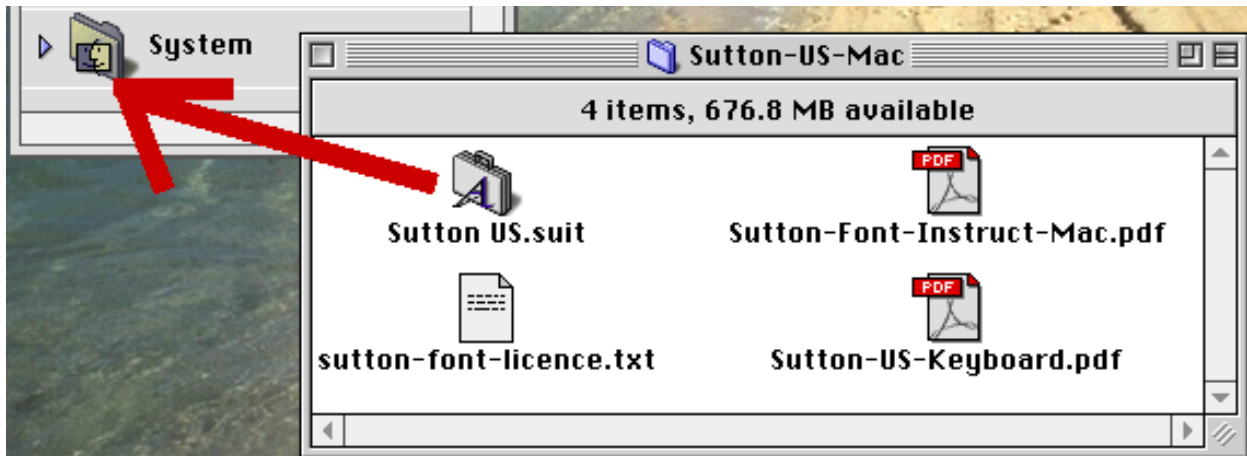 System
Sutton-US-Mac
4 items, 676.8 MB available
PDF
PDF
Sutton US.suit
Sutton-Font-Instruct-Mac.pdf
PDF
sutton-font-licence.txt
Sutton-US-Keyboard.pdf